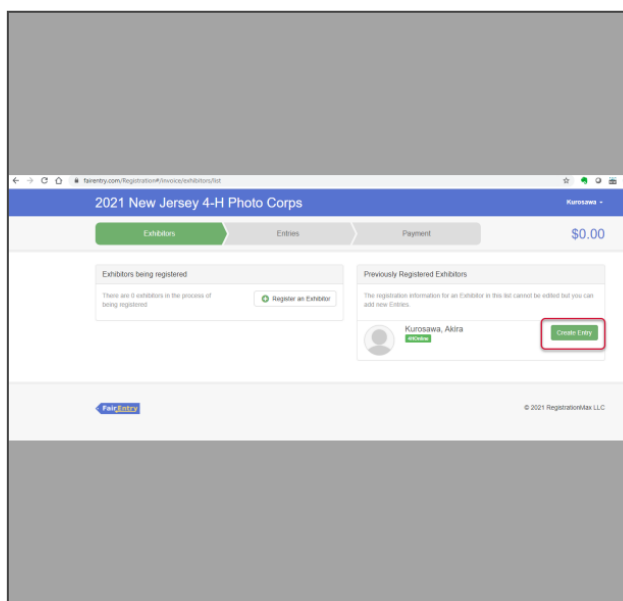 fairentry.com/Registration#/invoice/exhibitors/list
2021 New Jersey 4-H Photo Corps
Kurosawa
Exhibitors
Entries
Payment
$0.00
Exhibitors being registered
There are 0 exhibitors in the process of
being registered
Register an Exhibitor
Previously Registered Exhibitors
The registration information for an Exhibitor in this list cannot be edited but you can
add new Entries.
Kurosawa, Akira
4HOnline
Create Entry
FairEntry
© 2021 RegistrationMax LLC